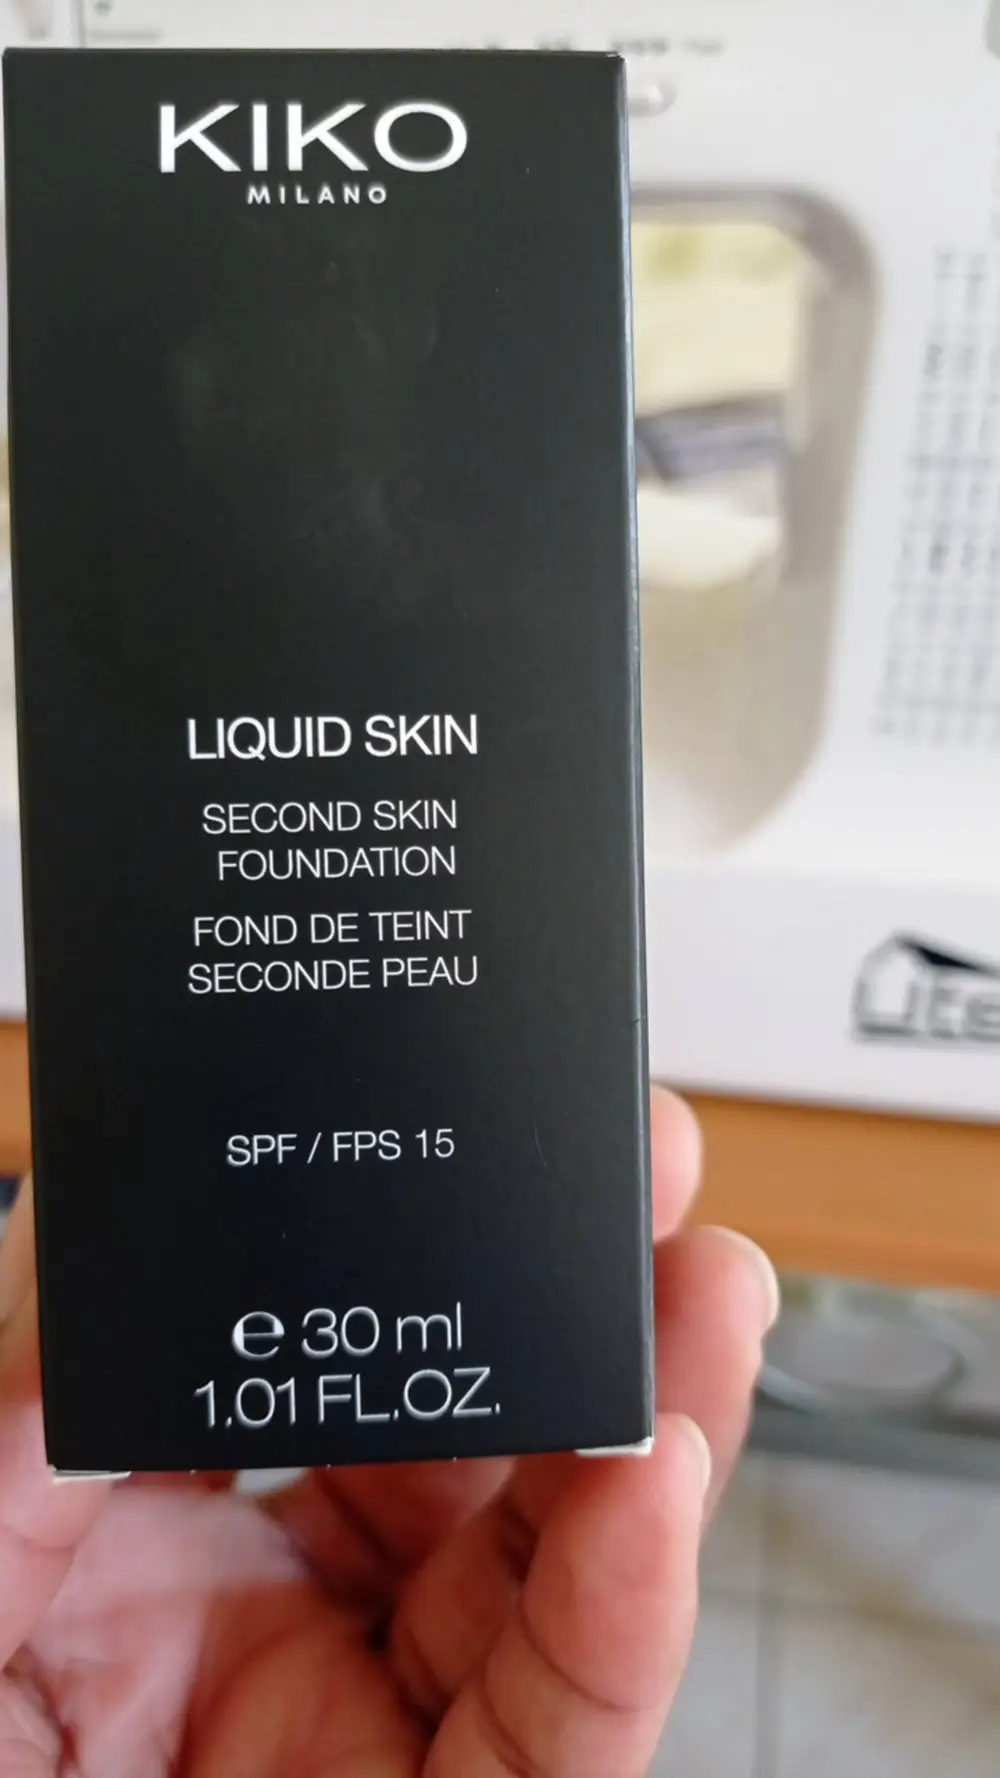 KIKO
MILANO
LIQUID SKIN
SECOND SKIN
FOUNDATION
FOND DE TEINT
SECONDE PEAU
SPF / FPS 15
℮ 30 ml
1.01 FL.OZ.
Lite